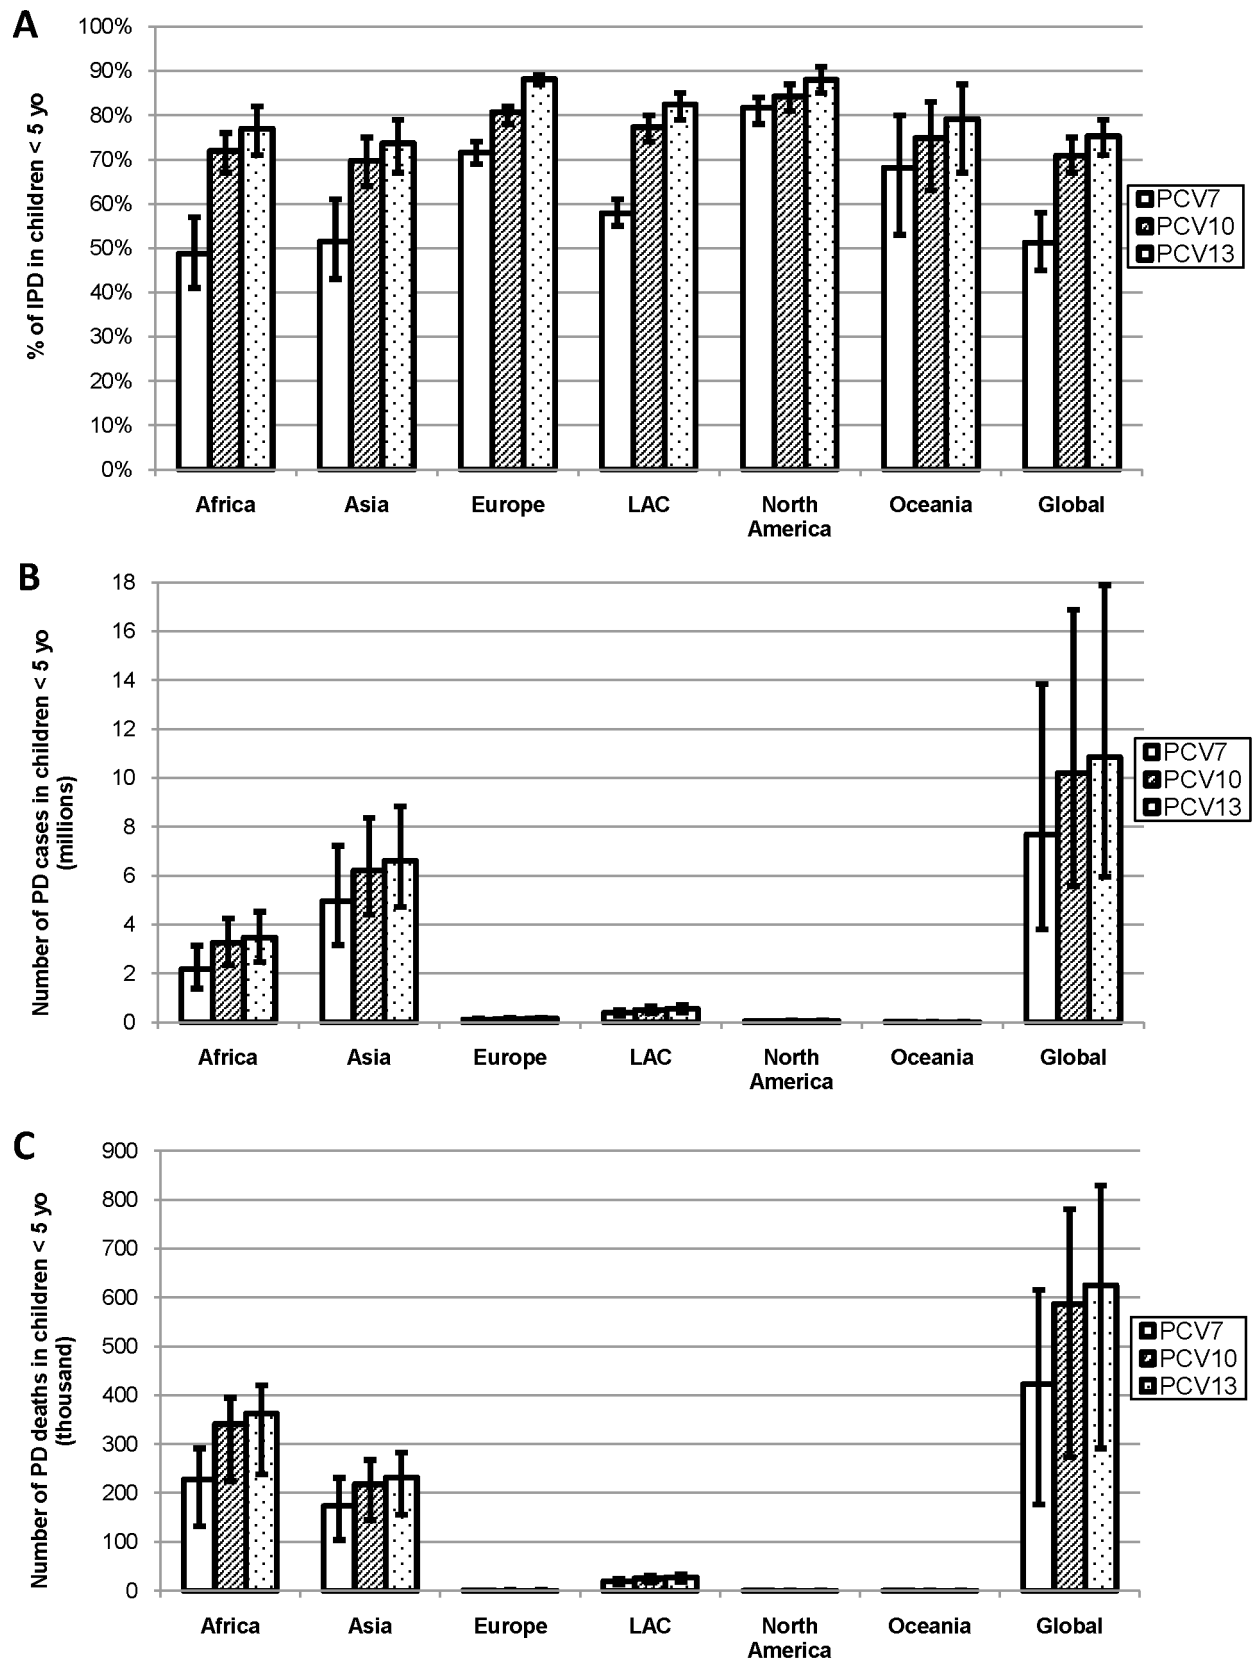 A
% of IPD in children < 5 yo
100%
90%
80%
70%
60%
50%
40%
30%
20%
10%
0%
Africa
Asia
Europe
LAC
North
America
Oceania
Global
PCV7
PCV10
PCV13
B
Number of PD cases in children < 5 yo
(millions)
18
16
14
12
10
8
6
4
2
0
Africa
Asia
Europe
LAC
North
America
Oceania
Global
PCV7
PCV10
PCV13
C
Number of PD deaths in children < 5 yo
(thousand)
900
800
700
600
500
400
300
200
100
0
Africa
Asia
Europe
LAC
North
America
Oceania
Global
PCV7
PCV10
PCV13